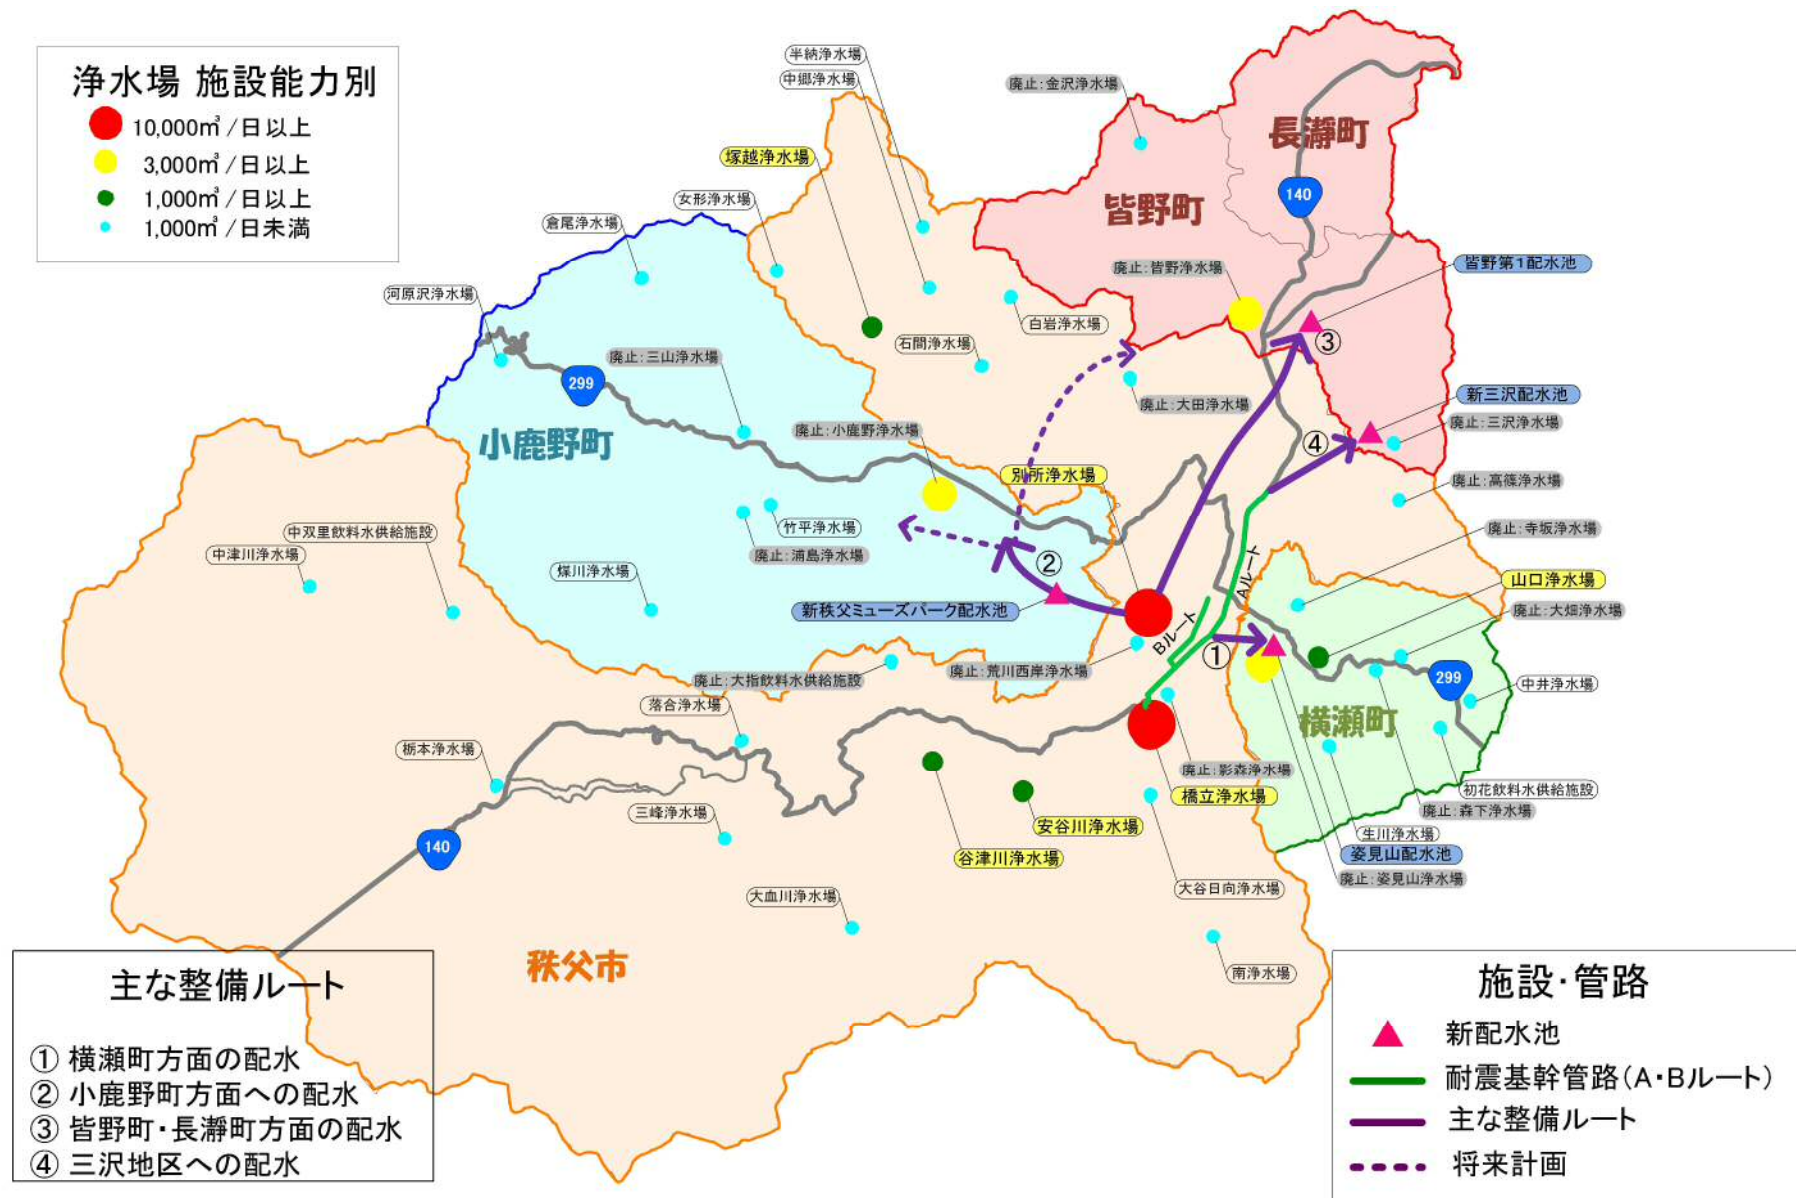 浄水場 施設能力別
10,000㎥/日以上
3,000㎥/日以上
1,000㎥/日以上
1,000㎥/日未満
半納浄水場
中郷浄水場
廃止:金沢浄水場
長瀞町
塚越浄水場
140
皆野町
女形浄水場
倉尾浄水場
廃止:皆野浄水場
皆野第1配水池
河原沢浄水場
白岩浄水場
石間浄水場
③
廃止:三山浄水場
299
新三沢配水池
廃止:大田浄水場
廃止:三沢浄水場
小鹿野町
廃止:小鹿野浄水場
④
別所浄水場
廃止:高篠浄水場
竹平浄水場
廃止:寺坂浄水場
中双里飲料水供給施設
中津川浄水場
廃止:浦島浄水場
②
Aルート
煤川浄水場
山口浄水場
新秩父ミューズパーク配水池
廃止:大畑浄水場
Bルート
①
廃止:荒川西岸浄水場
廃止:大指飲料水供給施設
299
中井浄水場
落合浄水場
横瀬町
栃本浄水場
廃止:影森浄水場
橋立浄水場
初花飲料水供給施設
廃止:森下浄水場
三峰浄水場
安谷川浄水場
生川浄水場
140
谷津川浄水場
姿見山配水池
廃止:姿見山浄水場
大谷日向浄水場
大血川浄水場
秩父市
南浄水場
主な整備ルート
① 横瀬町方面の配水
② 小鹿野町方面への配水
③ 皆野町・長瀞町方面の配水
④ 三沢地区への配水
施設・管路
新配水池
耐震基幹管路(A・Bルート)
主な整備ルート
将来計画